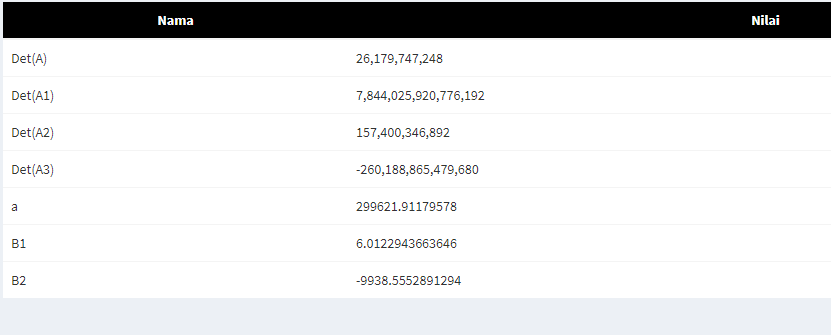 Nama Nilai
Det(A) 26,179,747,248
Det(A1) 7,844,025,920,776,192
Det(A2) 157,400,346,892
Det(A3) -260,188,865,479,680
a 299621.91179578
B1 6.0122943663646
B2 -9938.5552891294